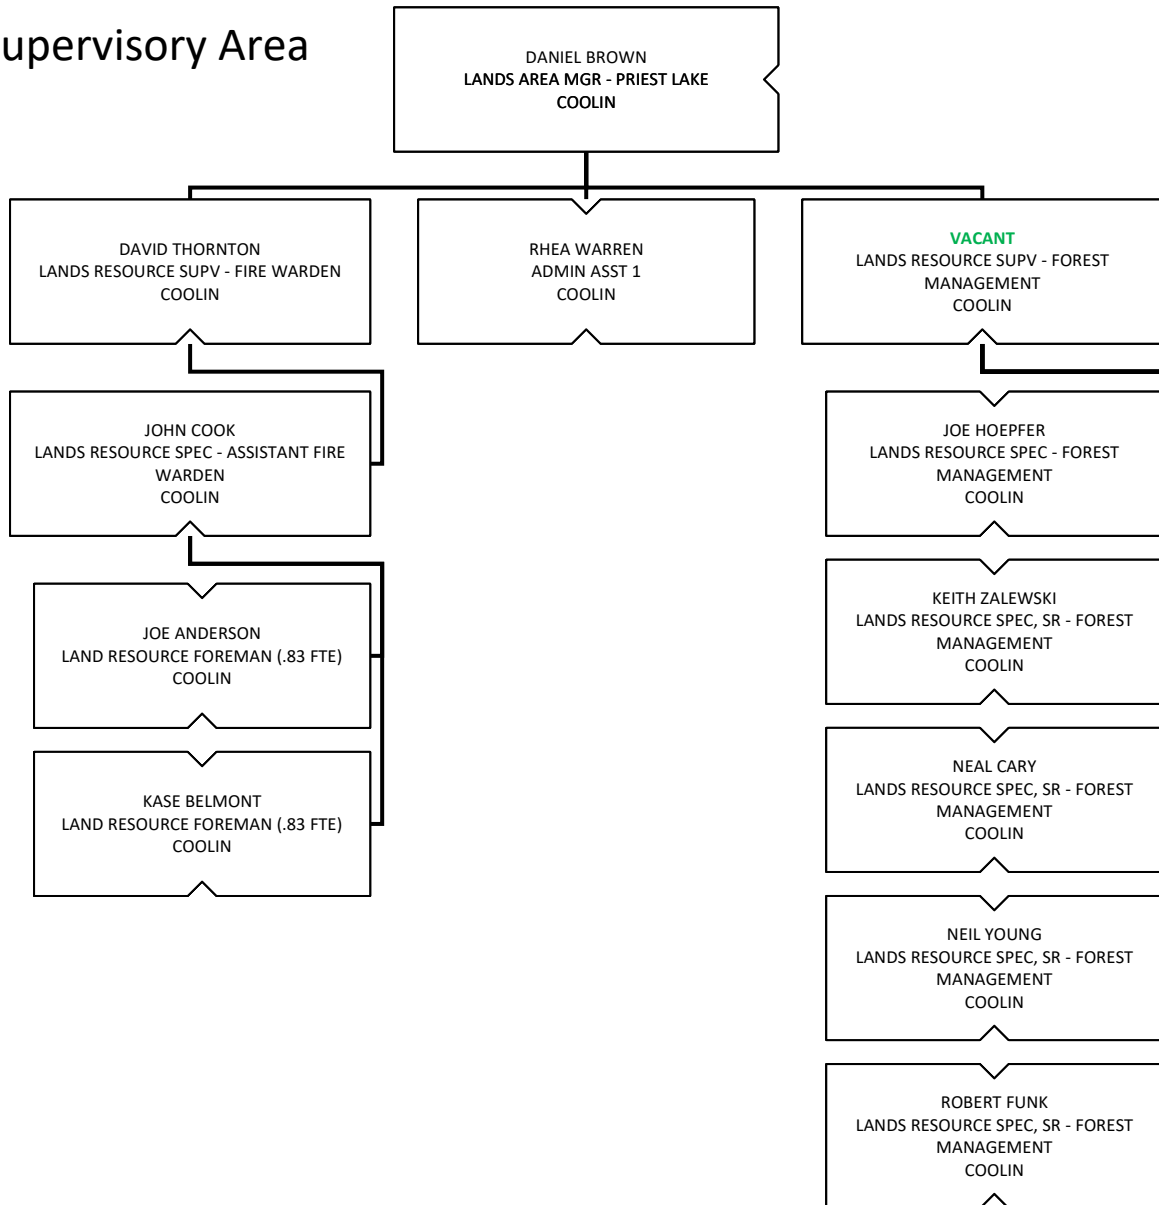 upervisory Area
DANIEL BROWN
LANDS AREA MGR - PRIEST LAKE
COOLIN
DAVID THORNTON
LANDS RESOURCE SUPV - FIRE WARDEN
COOLIN
RHEA WARREN
ADMIN ASST 1
COOLIN
VACANT
LANDS RESOURCE SUPV - FOREST
MANAGEMENT
COOLIN
JOHN COOK
LANDS RESOURCE SPEC - ASSISTANT FIRE
WARDEN
COOLIN
JOE ANDERSON
LAND RESOURCE FOREMAN (.83 FTE)
COOLIN
KASE BELMONT
LAND RESOURCE FOREMAN (.83 FTE)
COOLIN
JOE HOEPFER
LANDS RESOURCE SPEC - FOREST
MANAGEMENT
COOLIN
KEITH ZALEWSKI
LANDS RESOURCE SPEC, SR - FOREST
MANAGEMENT
COOLIN
NEAL CARY
LANDS RESOURCE SPEC, SR - FOREST
MANAGEMENT
COOLIN
NEIL YOUNG
LANDS RESOURCE SPEC, SR - FOREST
MANAGEMENT
COOLIN
ROBERT FUNK
LANDS RESOURCE SPEC, SR - FOREST
MANAGEMENT
COOLIN